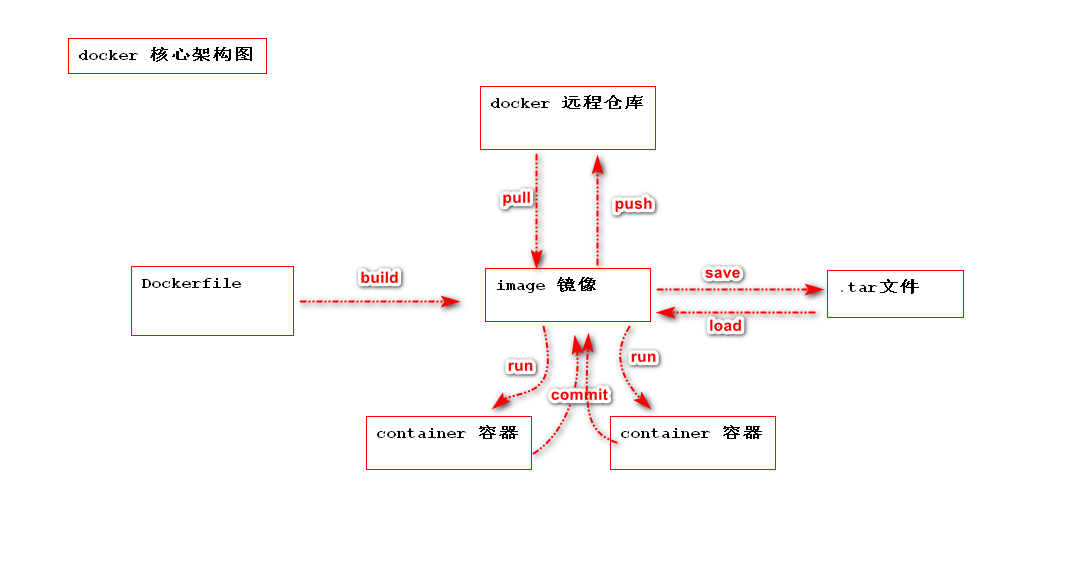 docker 核心架构图
docker 远程仓库
pull
push
Dockerfile
build
image 镜像
save
.tar文件
load
run
run
commit
container 容器
container 容器